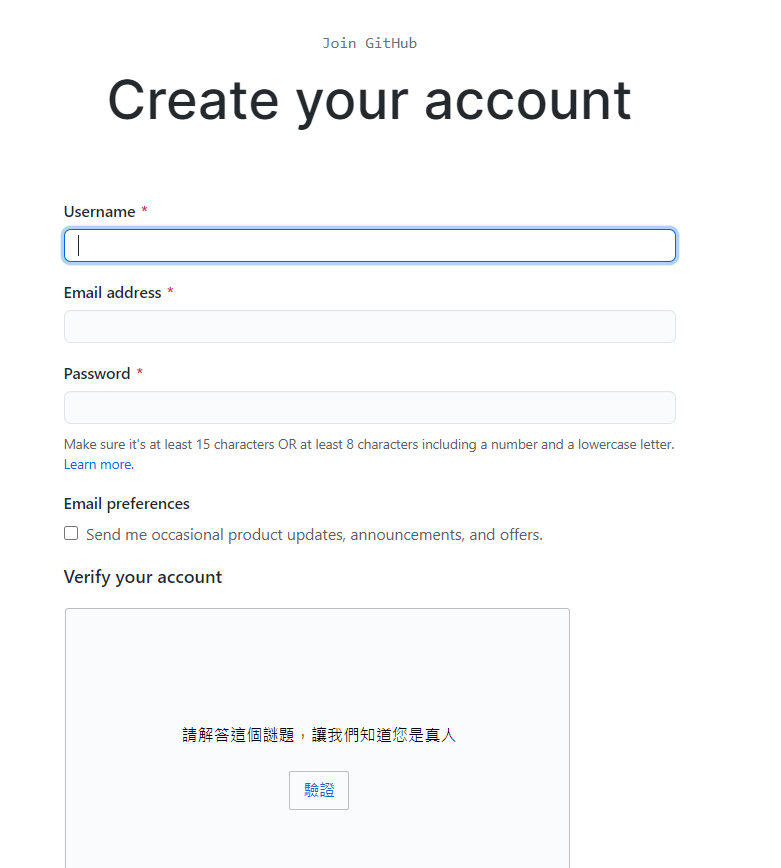 Join GitHub
Create your account
Username *
Email address *
Password *
Make sure it's at least 15 characters OR at least 8 characters including a number and a lowercase letter.
Learn more.
Email preferences
Send me occasional product updates, announcements, and offers.
Verify your account
請解答這個謎題，讓我們知道您是真人
驗證